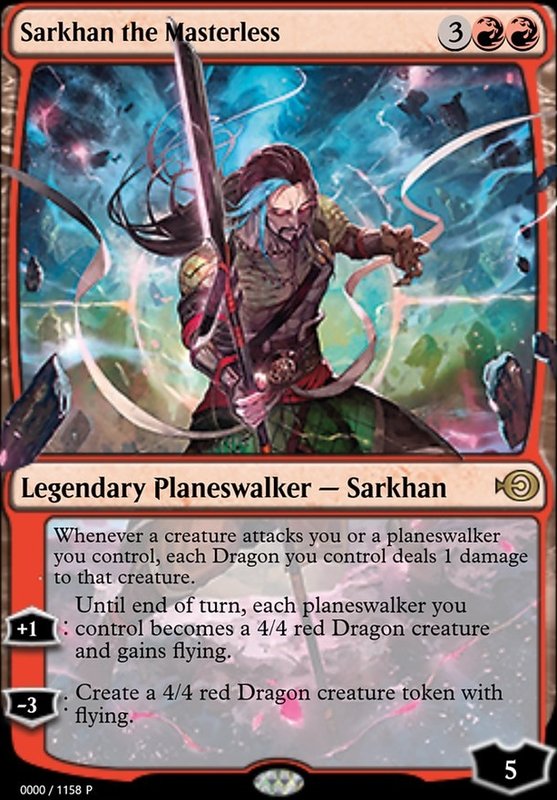 Sarkhan the Masterless 3
Legendary Planeswalker — Sarkhan
Whenever a creature attacks you or a planeswalker
you control, each Dragon you control deals 1 damage
to that creature.
Until end of turn, each planeswalker you
+1 : control becomes a 4/4 red Dragon creature
and gains flying.
-3 : Create a 4/4 red Dragon creature token with
flying.
5
0000 / 1158 P